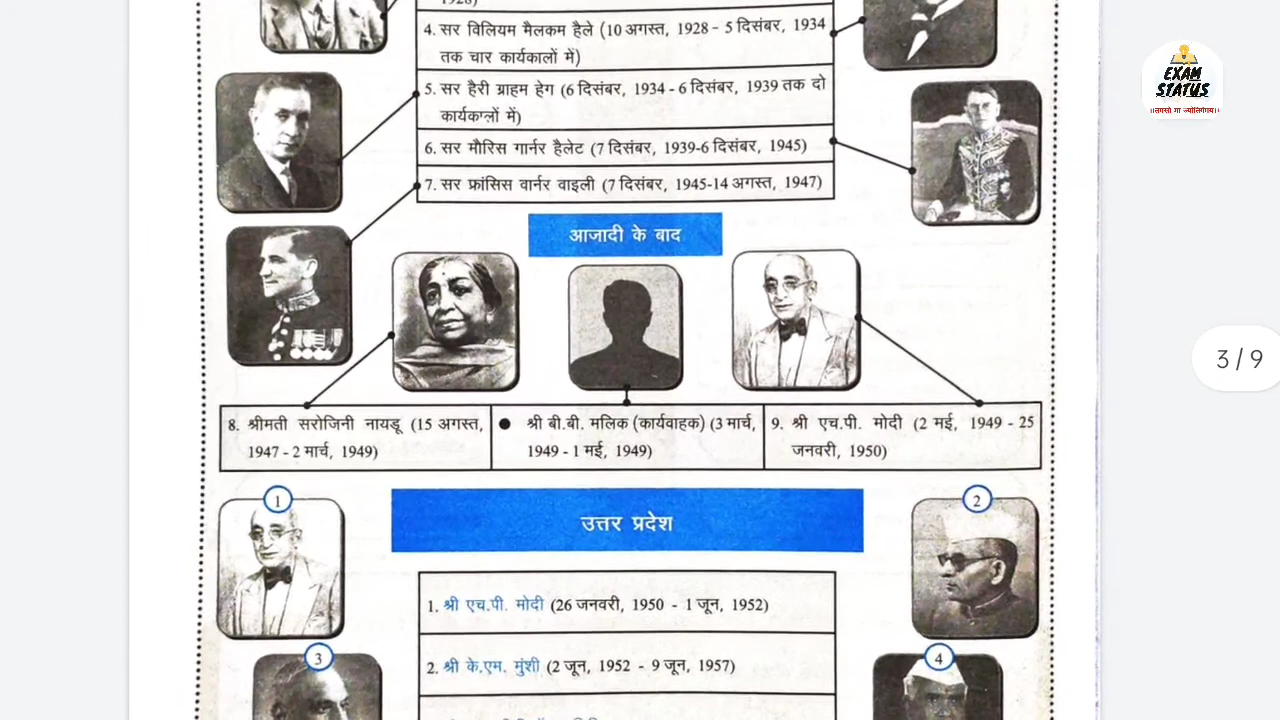 1928)
4. सर विलियम मैलकम हैले (10 अगस्त, 1928 - 5 दिसंबर, 1934
तक चार कार्यकालों में)
5. सर हैरी ग्राहम हेग (6 दिसंबर, 1934 - 6 दिसंबर, 1939 तक दो
कार्यकालों में)
6. सर मौरिस गार्नर हैलेट (7 दिसंबर, 1939-6 दिसंबर, 1945)
7. सर फ्रांसिस वार्नर वाइली (7 दिसंबर, 1945-14 अगस्त, 1947)
आजादी के बाद
8. श्रीमती सरोजिनी नायडू (15 अगस्त,
1947 - 2 मार्च, 1949)
● श्री बी.बी. मलिक (कार्यवाहक) (3 मार्च,
1949 - 1 मई, 1949)
9. श्री एच.पी. मोदी (2 मई, 1949 - 25
जनवरी, 1950)
उत्तर प्रदेश
1
2
1. श्री एच.पी. मोदी (26 जनवरी, 1950 - 1 जून, 1952)
2. श्री के.एम. मुंशी (2 जून, 1952 - 9 जून, 1957)
3
4
EXAM
STATUS
3 / 9